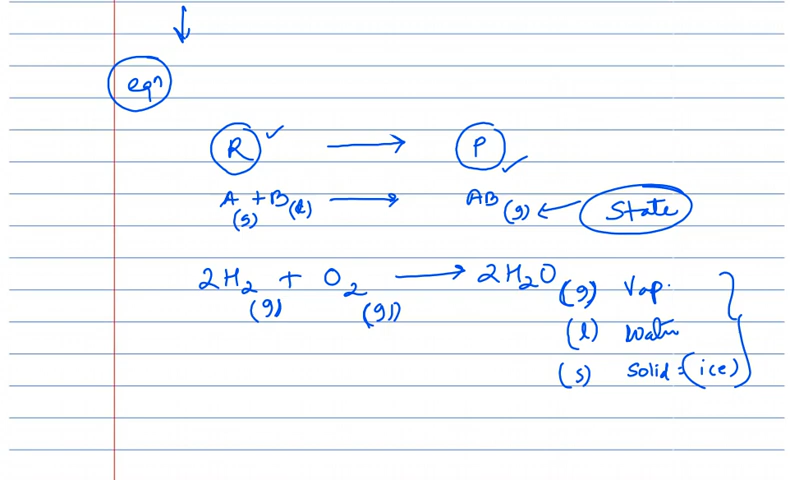 eqn
R ✓ → P ✓
A(s) + B(l) → AB(g) ← State
2H₂(g) + O₂(g) → 2H₂O(g) Vap.
(l) Water
(s) Solid = (ice)